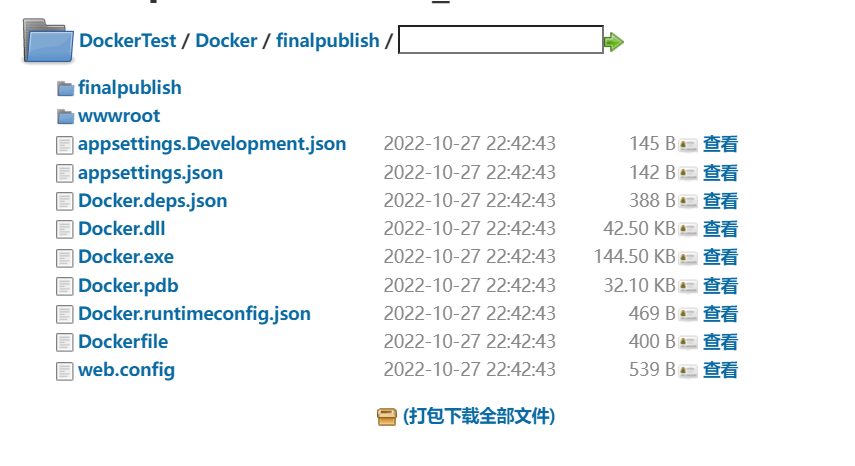 DockerTest / Docker / finalpublish /
finalpublish
wwwroot
appsettings.Development.json 2022-10-27 22:42:43 145 B 查看
appsettings.json 2022-10-27 22:42:43 142 B 查看
Docker.deps.json 2022-10-27 22:42:43 388 B 查看
Docker.dll 2022-10-27 22:42:43 42.50 KB 查看
Docker.exe 2022-10-27 22:42:43 144.50 KB 查看
Docker.pdb 2022-10-27 22:42:43 32.10 KB 查看
Docker.runtimeconfig.json 2022-10-27 22:42:43 469 B 查看
Dockerfile 2022-10-27 22:42:43 400 B 查看
web.config 2022-10-27 22:42:43 539 B 查看
(打包下载全部文件)